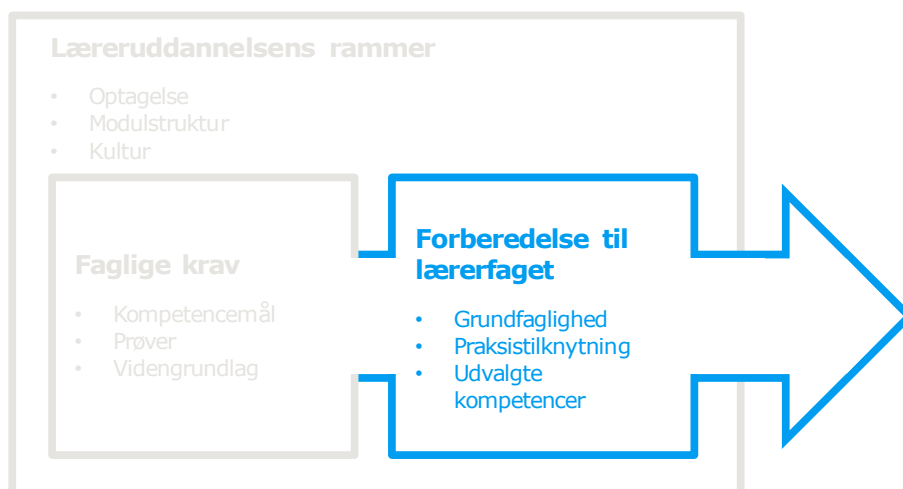 Læreruddannelsens rammer
• Optagelse
• Modulstruktur
• Kultur
Faglige krav
• Kompetencemål
• Prøver
• Videngrundlag
Forberedelse til
lærerfaget
• Grundfaglighed
• Praksistilknytning
• Udvalgte
kompetencer